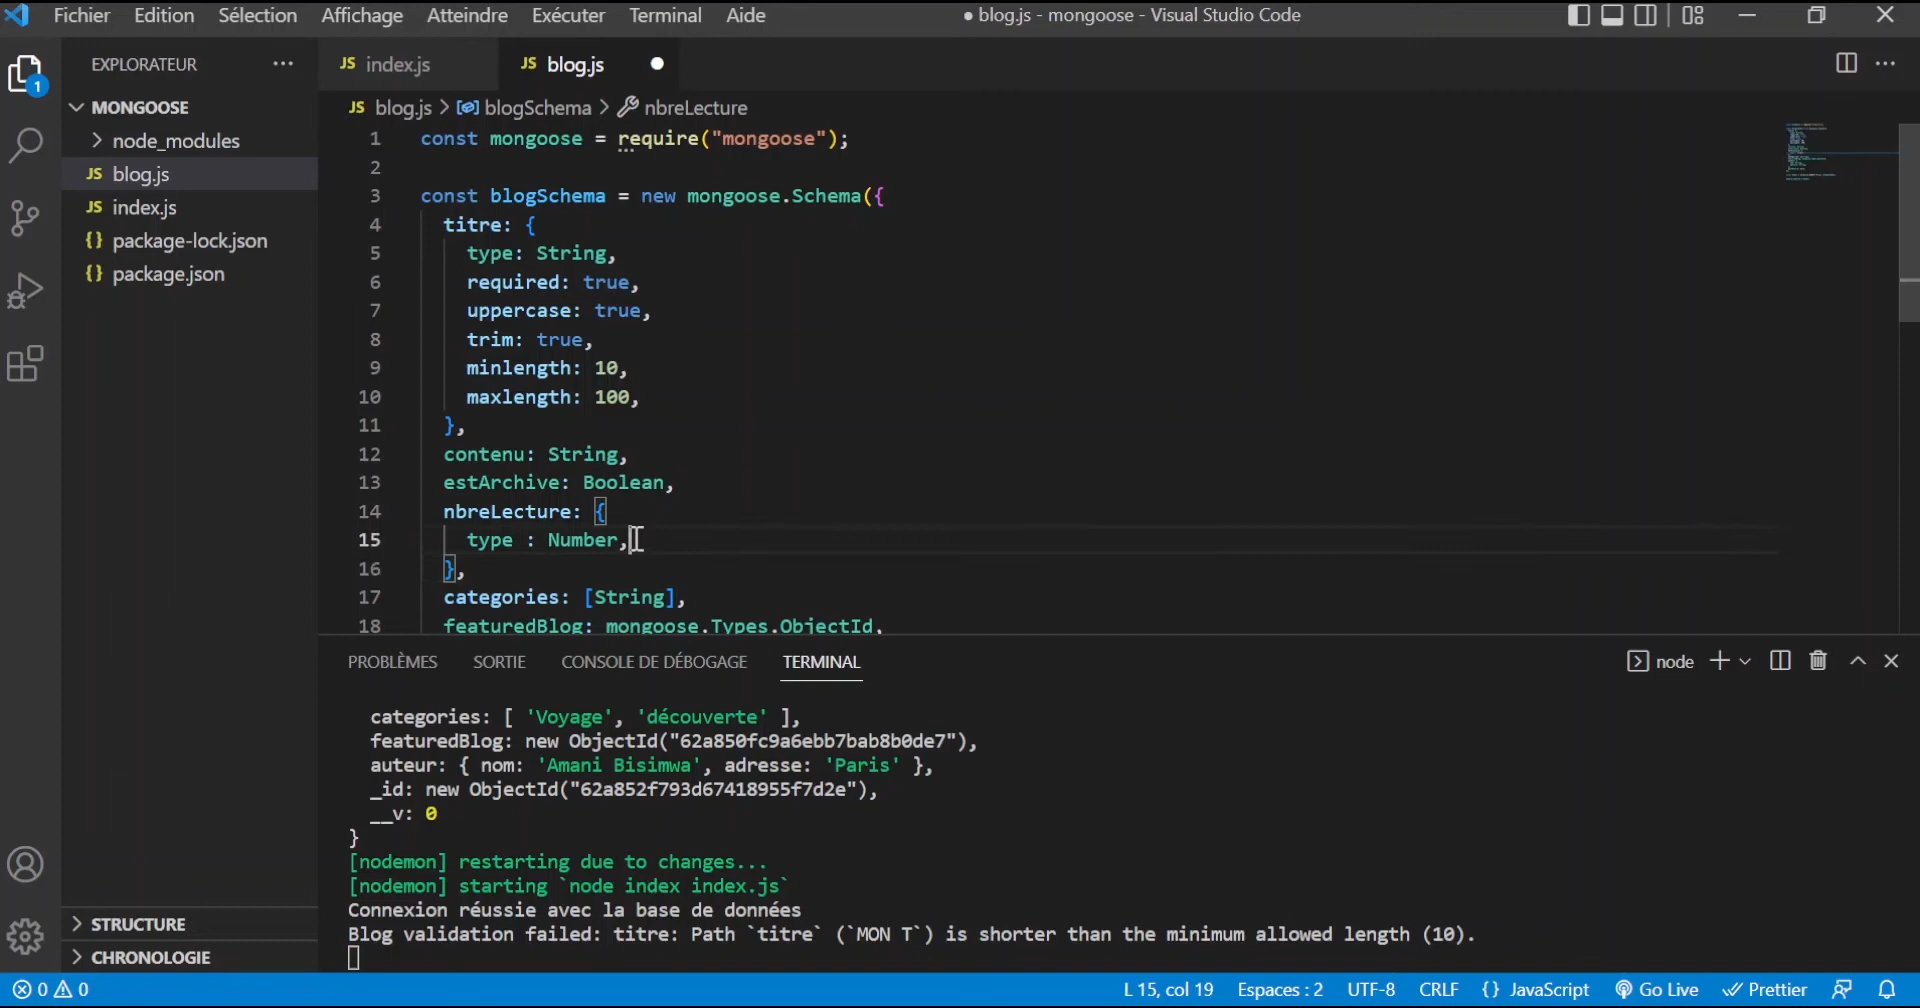 Fichier Edition Sélection Affichage Atteindre Exécuter Terminal Aide
● blog.js - mongoose - Visual Studio Code
1
EXPLORATEUR ...
MONGOOSE
node_modules
JS blog.js
JS index.js
{} package-lock.json
{} package.json
STRUCTURE
CHRONOLOGIE
JS index.js
JS blog.js ●
JS blog.js > blogSchema > nbreLecture
1 const mongoose = require("mongoose");
2
3 const blogSchema = new mongoose.Schema({
4 titre: {
5 type: String,
6 required: true,
7 uppercase: true,
8 trim: true,
9 minlength: 10,
10 maxlength: 100,
11 },
12 contenu: String,
13 estArchive: Boolean,
14 nbreLecture: {
15 type : Number,
16 },
17 categories: [String],
18 featuredBlog: mongoose.Types.ObjectId,
PROBLÈMES SORTIE CONSOLE DE DÉBOGAGE TERMINAL
node
categories: [ 'Voyage', 'découverte' ],
featuredBlog: new ObjectId("62a850fc9a6ebb7bab8b0de7"),
auteur: { nom: 'Amani Bisimwa', adresse: 'Paris' },
_id: new ObjectId("62a852f793d67418955f7d2e"),
__v: 0
}
[nodemon] restarting due to changes...
[nodemon] starting `node index index.js`
Connexion réussie avec la base de données
Blog validation failed: titre: Path `titre` (`MON T`) is shorter than the minimum allowed length (10).
0 0
L 15, col 19 Espaces : 2 UTF-8 CRLF {} JavaScript Go Live Prettier